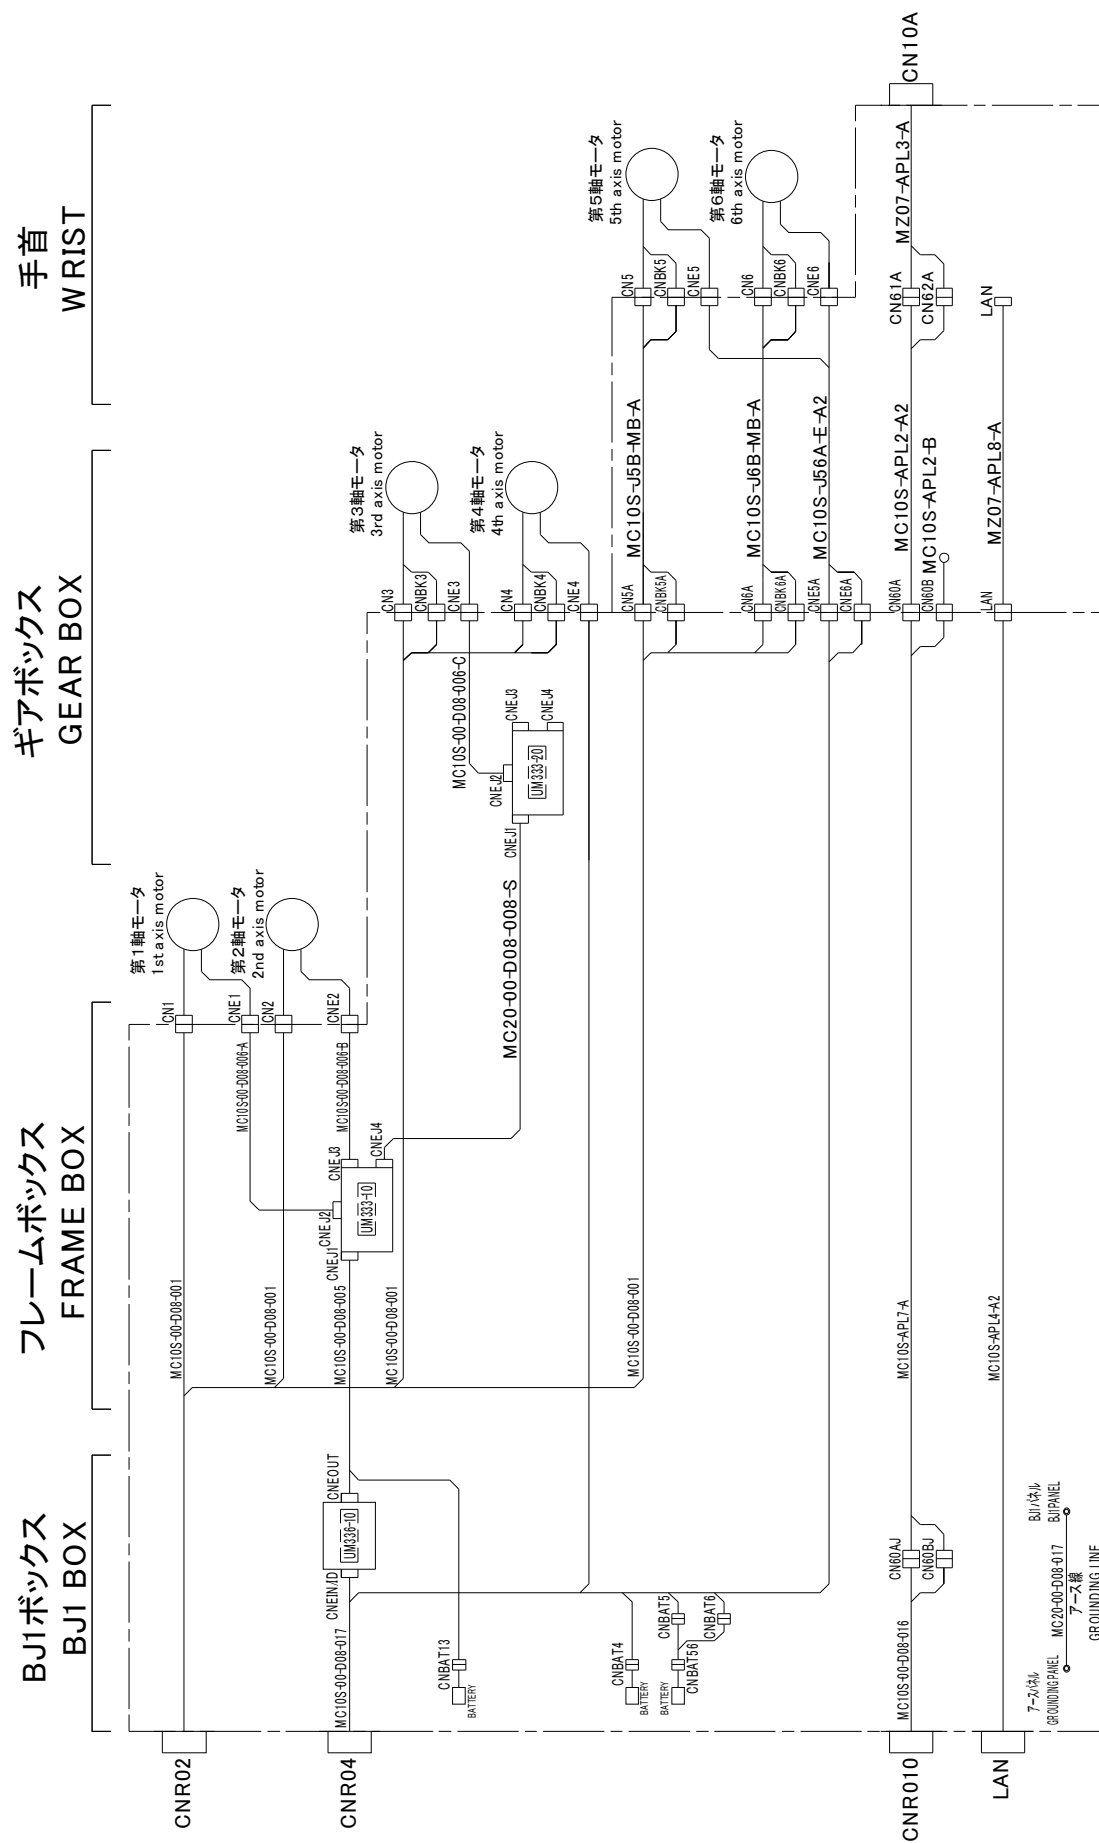 BJ1ボックス
BJ1 BOX
フレームボックス
FRAME BOX
ギアボックス
GEAR BOX
手首
WRIST
第1軸モータ
1st axis motor
第2軸モータ
2nd axis motor
第3軸モータ
3rd axis motor
第4軸モータ
4th axis motor
第5軸モータ
5th axis motor
第6軸モータ
6th axis motor
CNR02
MC10S-00-D08-001
CN1
MC10S-00-D08-006-A
CNE1
MC10S-00-D08-001
CN2
CNR04
MC10S-00-D08-017
CNEIN/ID
UM336-10
CNEOUT
MC10S-00-D08-005
CNEJ1
CNEJ2
UM333-10
CNEJ3
CNEJ4
MC10S-00-D08-006-B
CNE2
MC10S-00-D08-001
CN3
CNBK3
CNE3
MC10S-00-D08-006-C
CNBAT13
BATTERY
MC20-00-D08-008-S
CNEJ1
CNEJ2
UM333-20
CNEJ3
CNEJ4
CN4
CNBK4
CNE4
CNBAT4
BATTERY
CNBAT56
BATTERY
CNBAT5
CNBAT6
MC10S-00-D08-001
CN5A
CNBK5A
MC10S-J5B-MB-A
CN5
CNBK5
CNE5
CN6A
CNBK6A
MC10S-J6B-MB-A
CN6
CNBK6
CNE6
CNE5A
CNE6A
MC10S-J56A-E-A2
CNR010
MC10S-00-D08-016
CN60AJ
CN60BJ
MC10S-APL7-A
CN60A
CN60B
MC10S-APL2-A2
MC10S-APL2-B
CN61A
CN62A
MZ07-APL3-A
CN10A
LAN
MC10S-APL4-A2
LAN
MZ07-APL8-A
LAN
アースパネル
GROUNDING PANEL
MC20-00-D08-017
アース線
GROUNDING LINE
BJ1パネル
BJ1PANEL